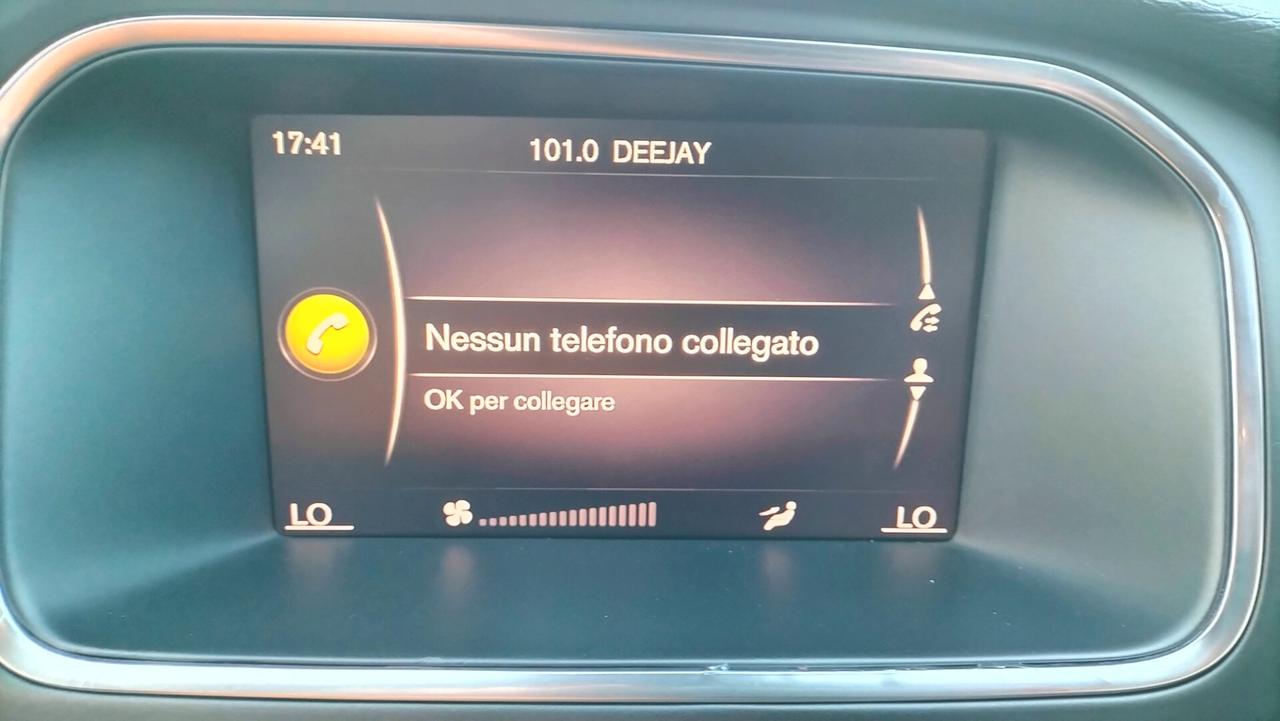 17:41
101.0 DEEJAY
Nessun telefono collegato
OK per collegare
LO
LO